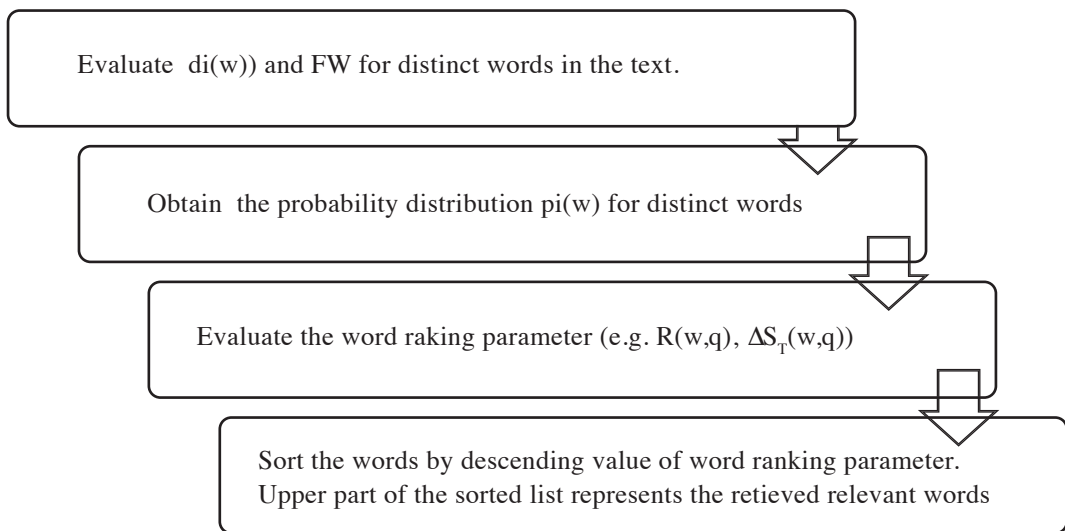 Evaluate di(w)) and FW for distinct words in the text.
Obtain the probability distribution pi(w) for distinct words
Evaluate the word raking parameter (e.g. R(w,q), ΔS_T(w,q))
Sort the words by descending value of word ranking parameter.
Upper part of the sorted list represents the retieved relevant words